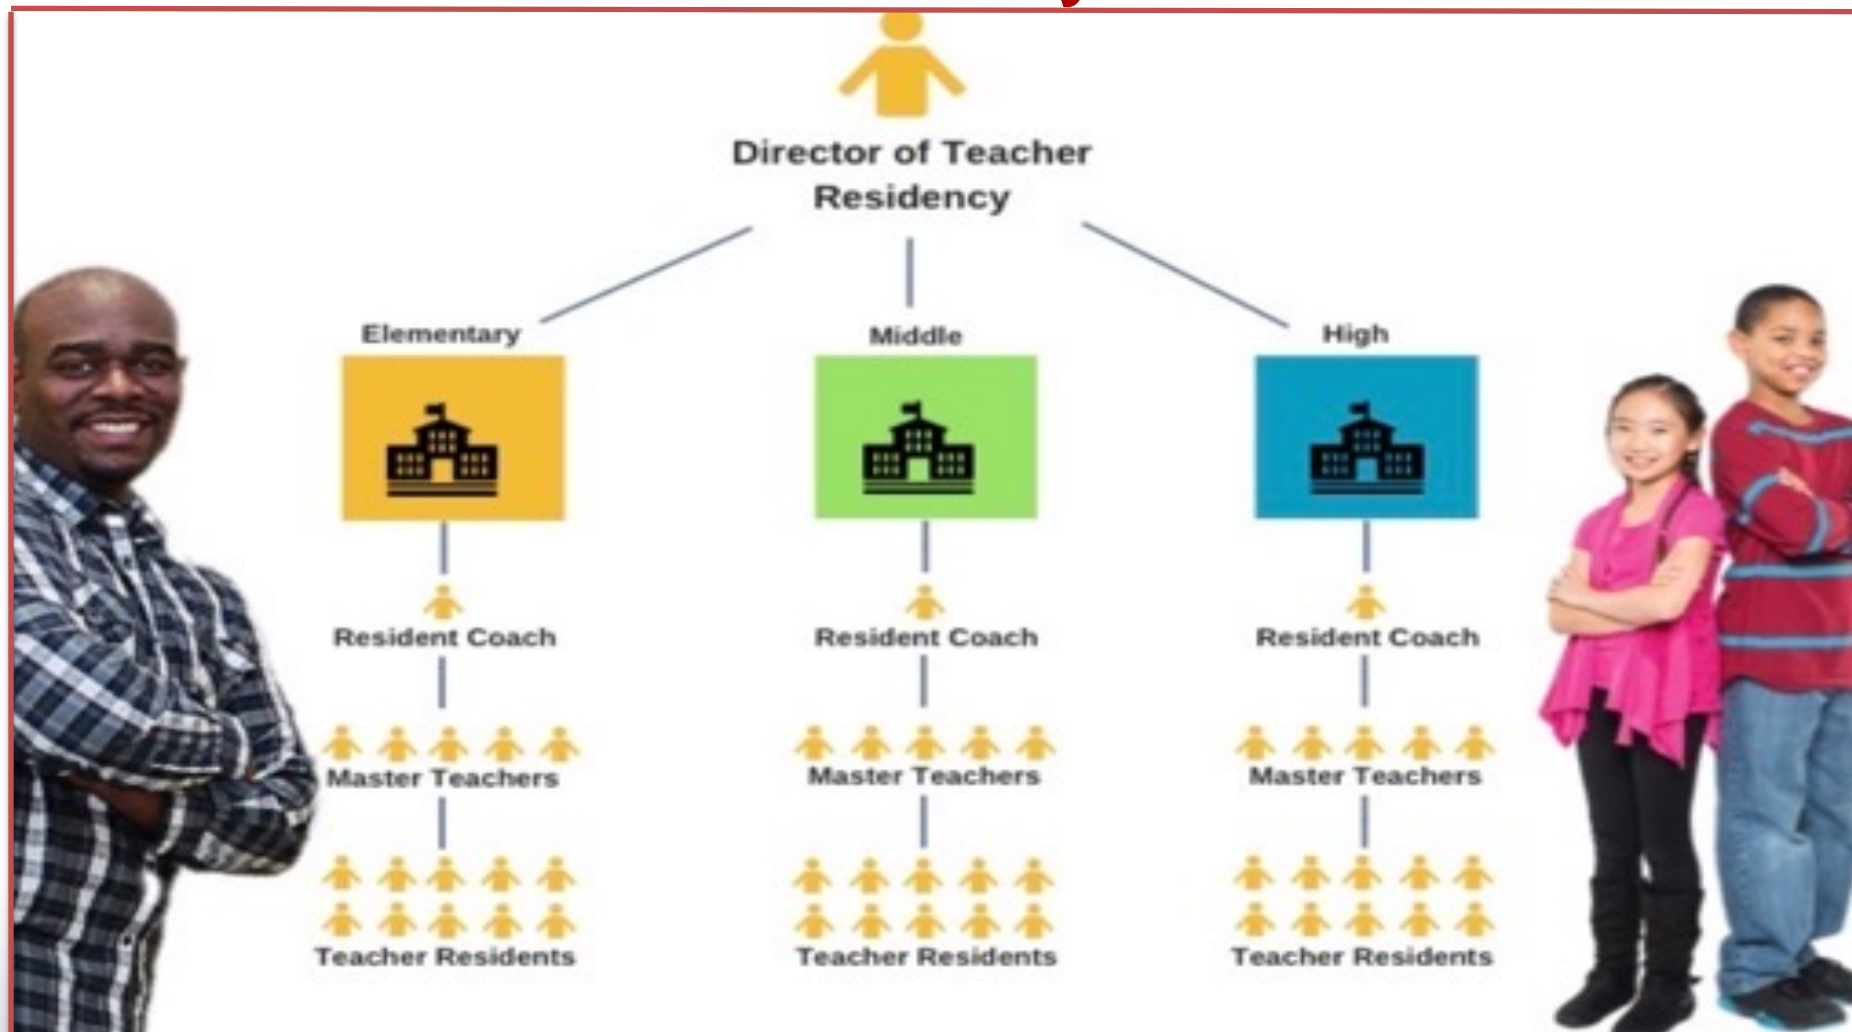 Director of Teacher
Residency
Elementary
Middle
High
Resident Coach
Resident Coach
Resident Coach
Master Teachers
Master Teachers
Master Teachers
Teacher Residents
Teacher Residents
Teacher Residents